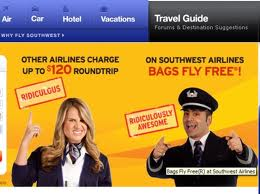 Air Car Hotel Vacations Travel Guide
Forums & Destination Suggestions
WHY FLY SOUTHWEST
OTHER AIRLINES CHARGE
UP TO $120 ROUNDTRIP
RIDICULOUS
ON SOUTHWEST AIRLINES
BAGS FLY FREE®!
RIDICULOUSLY
AWESOME
Bags Fly Free(R) at Southwest Airlines